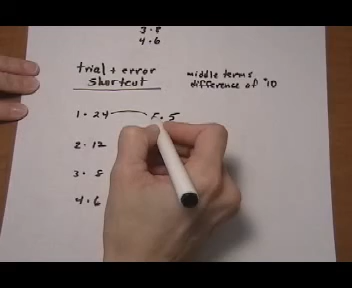 3·8
4·6
trial + error
shortcut
middle terms
difference of 10
1·24
2·12
3·8
4·6